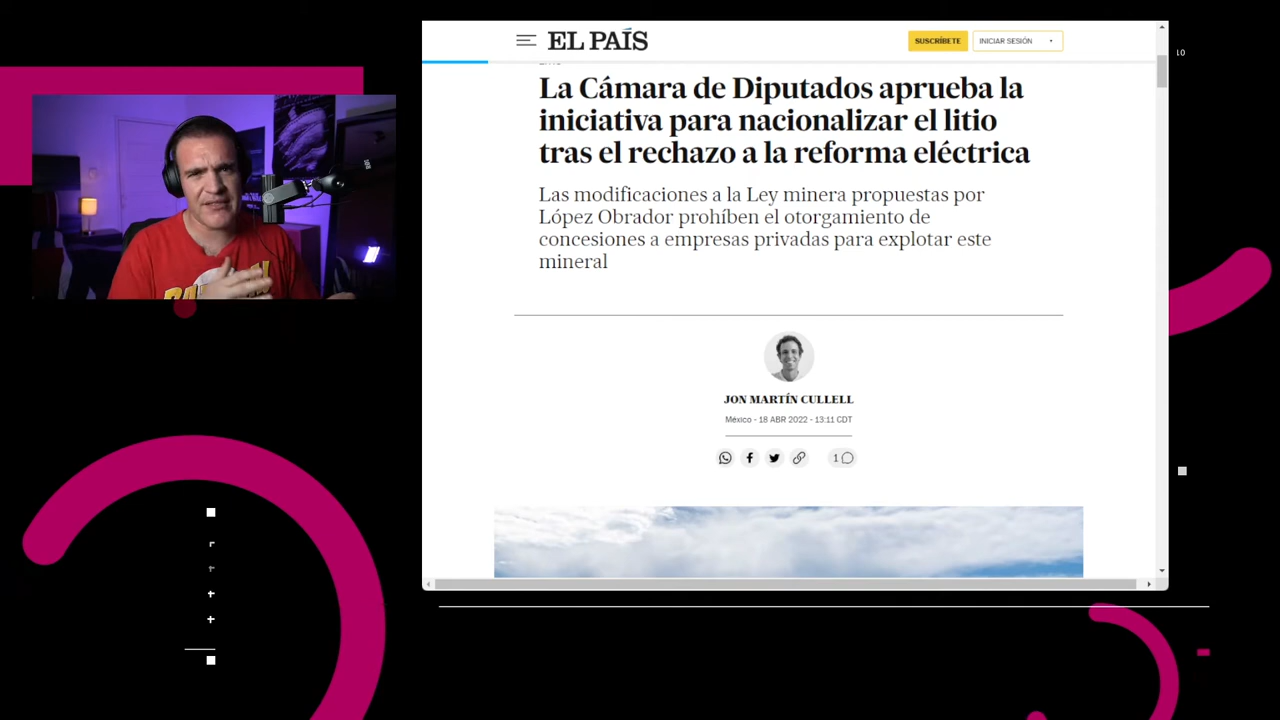 EL PAÍS
SUSCRÍBETE
INICIAR SESIÓN
La Cámara de Diputados aprueba la
iniciativa para nacionalizar el litio
tras el rechazo a la reforma eléctrica
Las modificaciones a la Ley minera propuestas por
López Obrador prohíben el otorgamiento de
concesiones a empresas privadas para explotar este
mineral
JON MARTÍN CULLELL
México - 18 ABR 2022 - 13:11 CDT
1